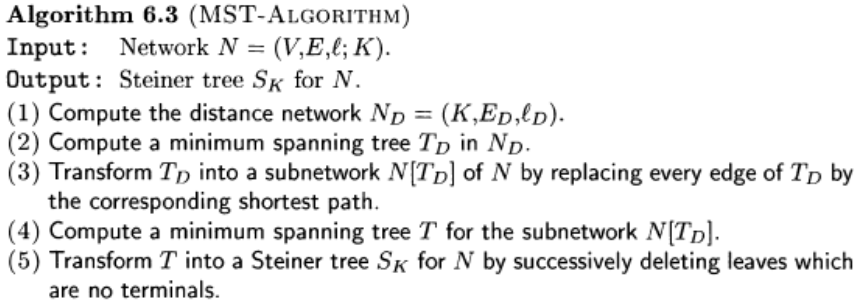 Algorithm 6.3 (MST-ALGORITHM)
Input: Network N = (V,E,ℓ; K).
Output: Steiner tree S_K for N.
(1) Compute the distance network N_D = (K,E_D,ℓ_D).
(2) Compute a minimum spanning tree T_D in N_D.
(3) Transform T_D into a subnetwork N[T_D] of N by replacing every edge of T_D by
the corresponding shortest path.
(4) Compute a minimum spanning tree T for the subnetwork N[T_D].
(5) Transform T into a Steiner tree S_K for N by successively deleting leaves which
are no terminals.